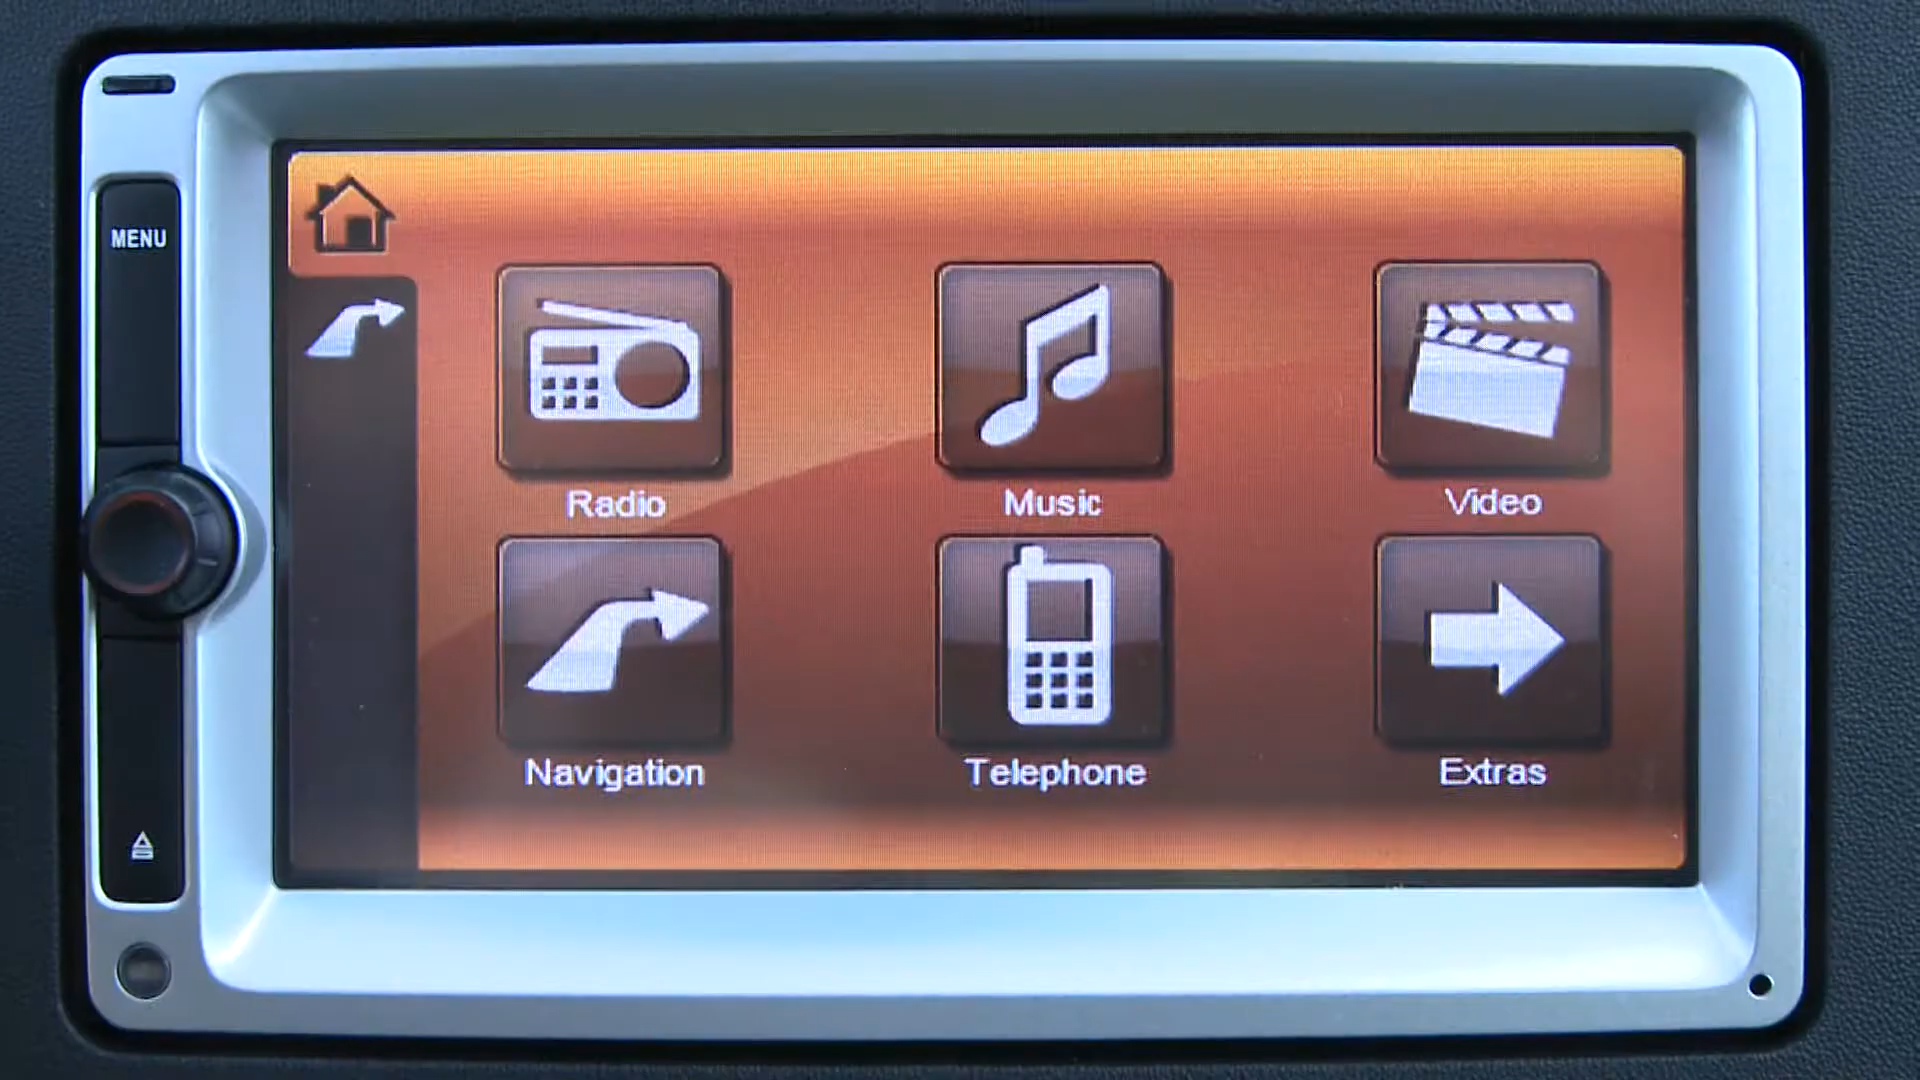 MENU
Radio
Music
Video
Navigation
Telephone
Extras